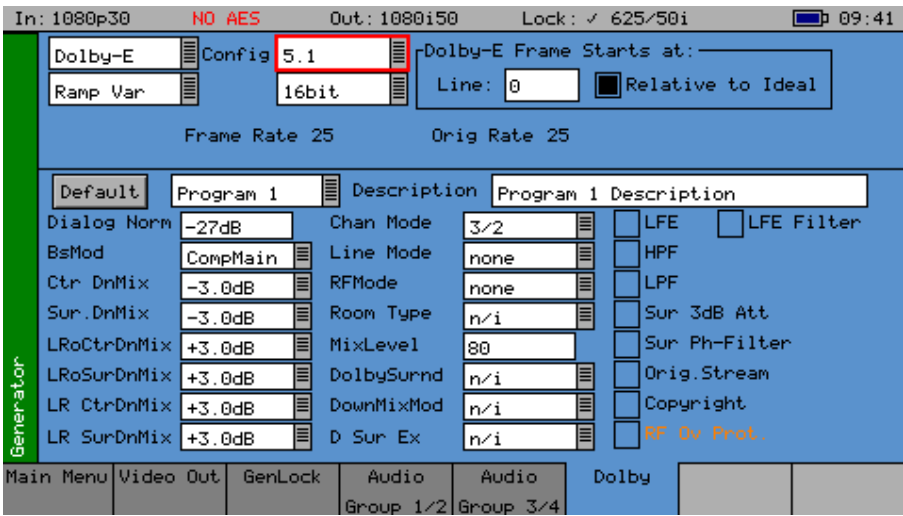 In: 1080p30 NO AES Out: 1080i50 Lock: ✓ 625/50i 09:41
Dolby-E Config 5.1 Dolby-E Frame Starts at:
Ramp Var 16bit Line: 0 Relative to Ideal
Frame Rate 25 Orig Rate 25
Default Program 1 Description Program 1 Description
Dialog Norm -27dB Chan Mode 3/2 LFE LFE Filter
BsMod CompMain Line Mode none HPF
Ctr DnMix -3.0dB RFMode none LPF
Sur.DnMix -3.0dB Room Type n/i Sur 3dB Att
LRoCtrDnMix +3.0dB MixLevel 80 Sur Ph-Filter
LRoSurDnMix +3.0dB DolbySurnd n/i Orig.Stream
LR CtrDnMix +3.0dB DownMixMod n/i Copyright
LR SurDnMix +3.0dB D Sur Ex n/i RF Ov Prot.
Generator
Main Menu Video Out GenLock Audio Audio Dolby
Group 1/2 Group 3/4